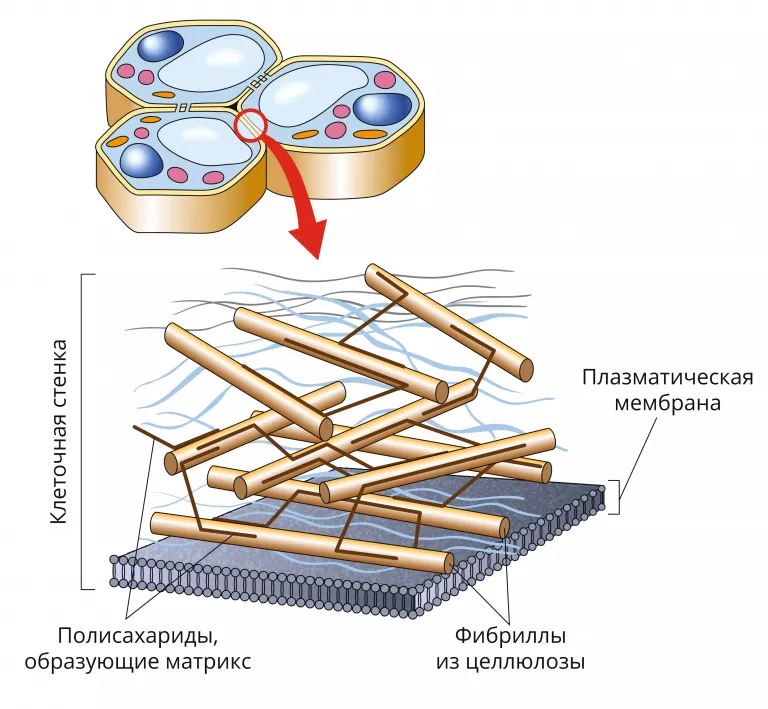 Клеточная стенка
Плазматическая
мембрана
Полисахариды,
образующие матрикс
Фибриллы
из целлюлозы